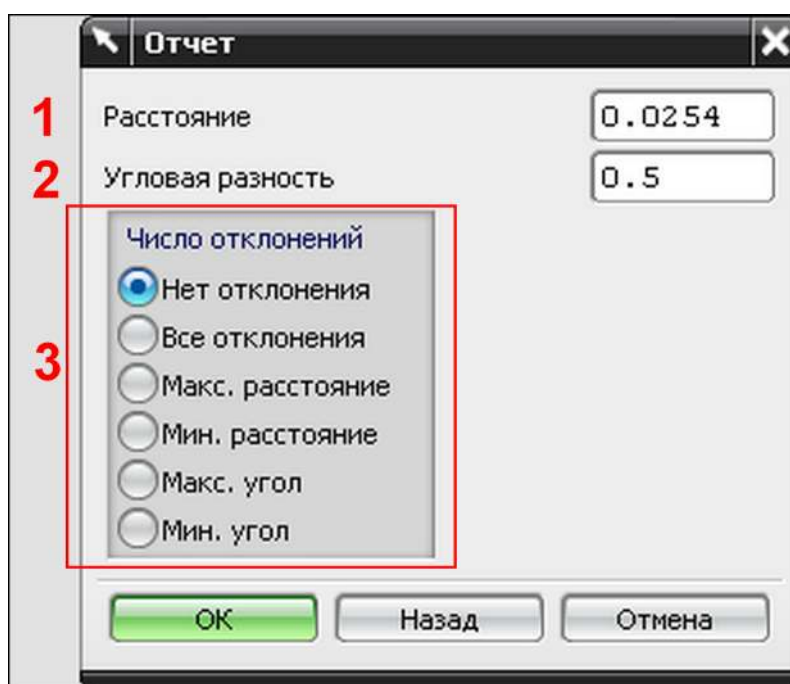 Отчет
1 Расстояние 0.0254
2 Угловая разность 0.5
Число отклонений
Нет отклонения
Все отклонения
3 Макс. расстояние
Мин. расстояние
Макс. угол
Мин. угол
OK Назад Отмена